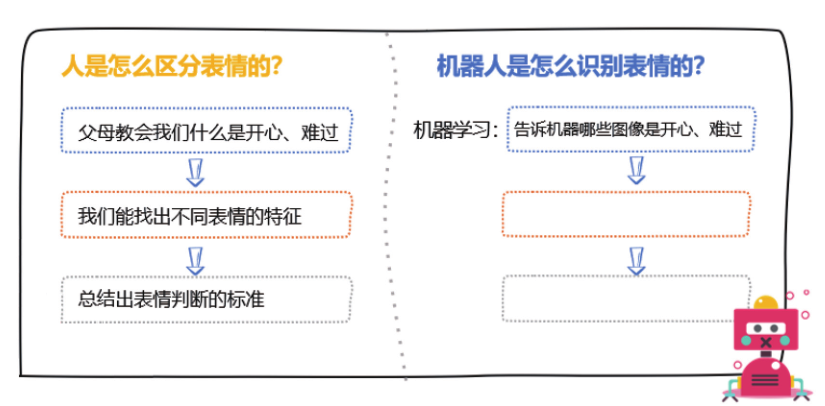 人是怎么区分表情的?
父母教会我们什么是开心、难过
我们能找出不同表情的特征
总结出表情判断的标准
机器人是怎么识别表情的?
机器学习:
告诉机器哪些图像是开心、难过